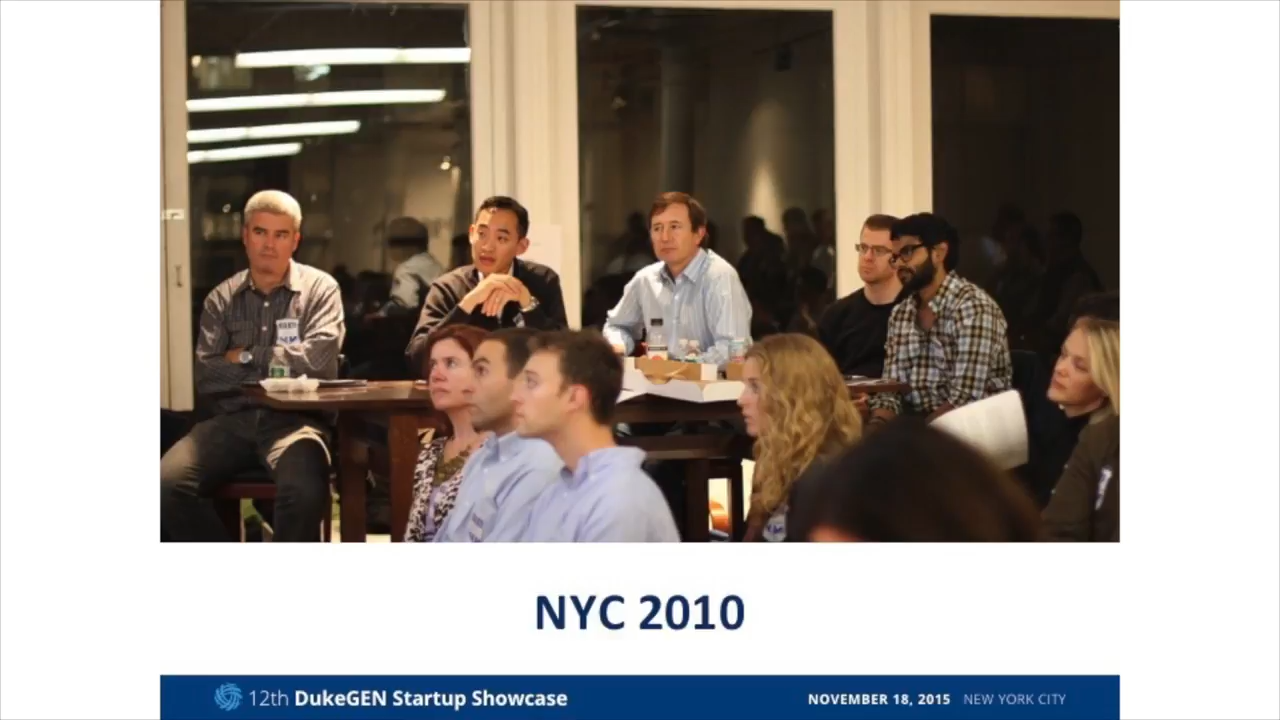 NYC 2010
12th DukeGEN Startup Showcase
NOVEMBER 18, 2015 NEW YORK CITY